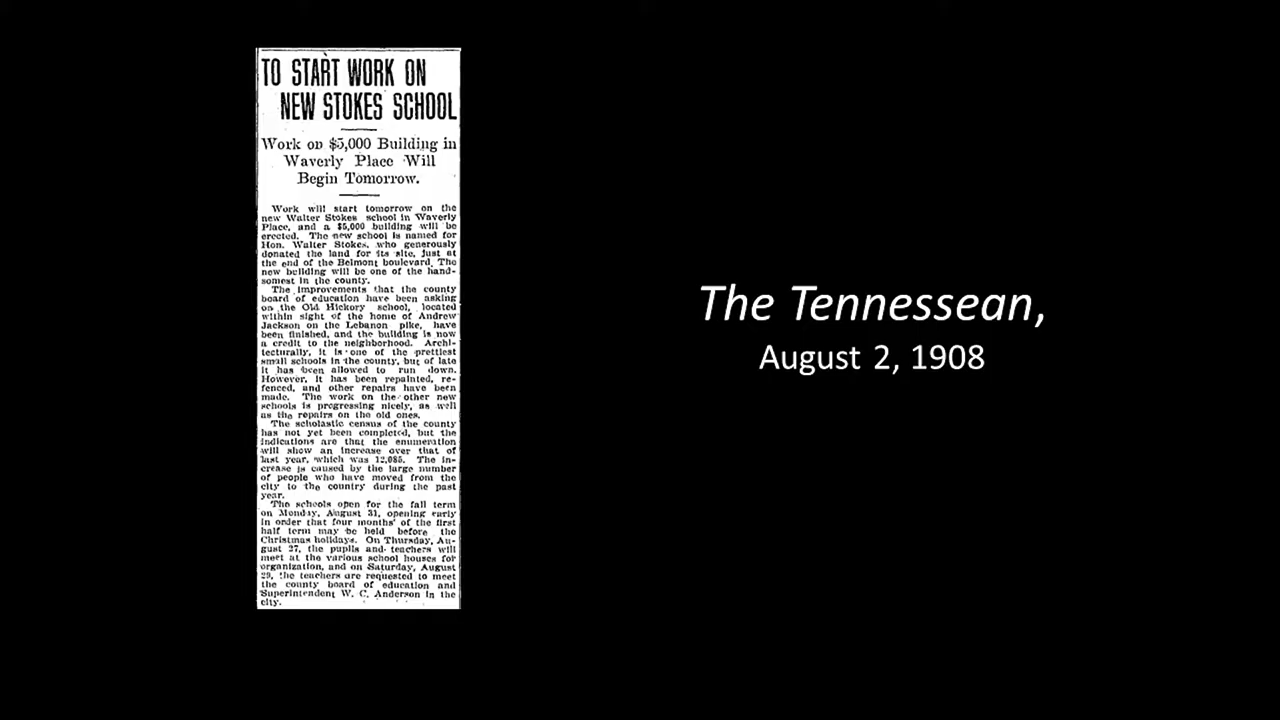 TO START WORK ON
NEW STOKES SCHOOL
Work on $5,000 Building in
Waverly Place Will
Begin Tomorrow.
Work will start tomorrow on the
new Walter Stokes school in Waverly
Place, and a $5,000 building will be
erected. The new school is named for
Hon. Walter Stokes, who generously
donated the land for its site, just at
the end of the Belmont boulevard. The
new building will be one of the hand-
somest in the county.
The improvements that the county
board of education have been asking
on the Old Hickory school, located
within sight of the home of Andrew
Jackson on the Lebanon pike, have
been finished, and the building is now
a credit to the neighborhood. Archi-
tecturally, it is one of the prettiest
small schools in the county, but of late
it has been allowed to run down.
However, it has been repainted, re-
fenced, and other repairs have been
made. The work on the other new
schools is progressing nicely, as well
as the repairs on the old ones.
The scholastic census of the county
has not yet been completed, but the
indications are that the enumeration
will show an increase over that of
last year, which was 12,085. The in-
crease is caused by the large number
of people who have moved from the
city to the country during the past
year.
The schools open for the fall term
on Monday, August 31, opening early
in order that four months' of the first
half term may be held before the
Christmas holidays. On Thursday, Au-
gust 27, the pupils and teachers will
meet at the various school houses for
organization, and on Saturday, August
29, the teachers are requested to meet
the county board of education and
Superintendent W. C. Anderson in the
city.
The Tennessean,
August 2, 1908